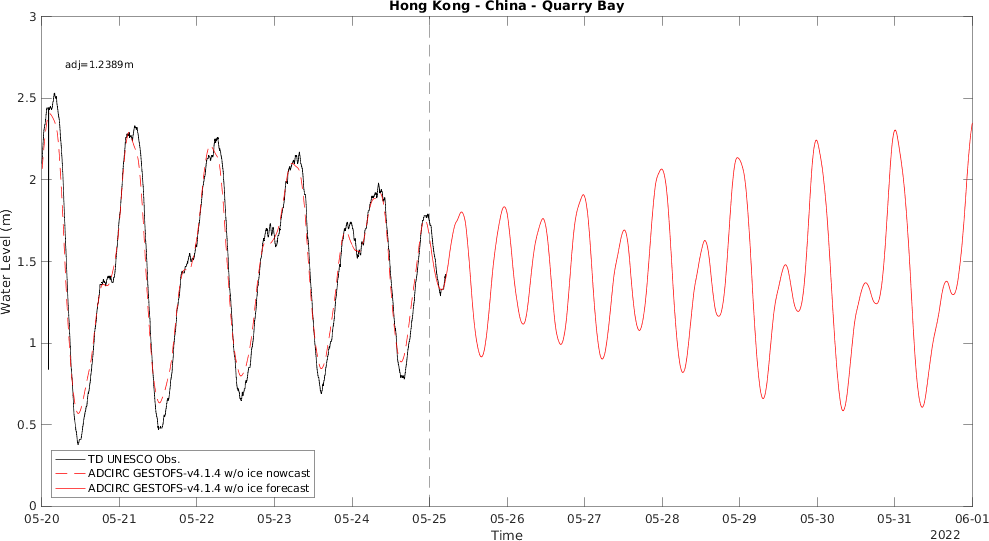 Hong Kong - China - Quarry Bay
3
adj=1.2389m
2.5
2
1.5
1
0.5
0
Water Level (m)
TD UNESCO Obs.
ADCIRC GESTOFS-v4.1.4 w/o ice nowcast
ADCIRC GESTOFS-v4.1.4 w/o ice forecast
05-20 05-21 05-22 05-23 05-24 05-25 05-26 05-27 05-28 05-29 05-30 05-31 06-01
Time
2022